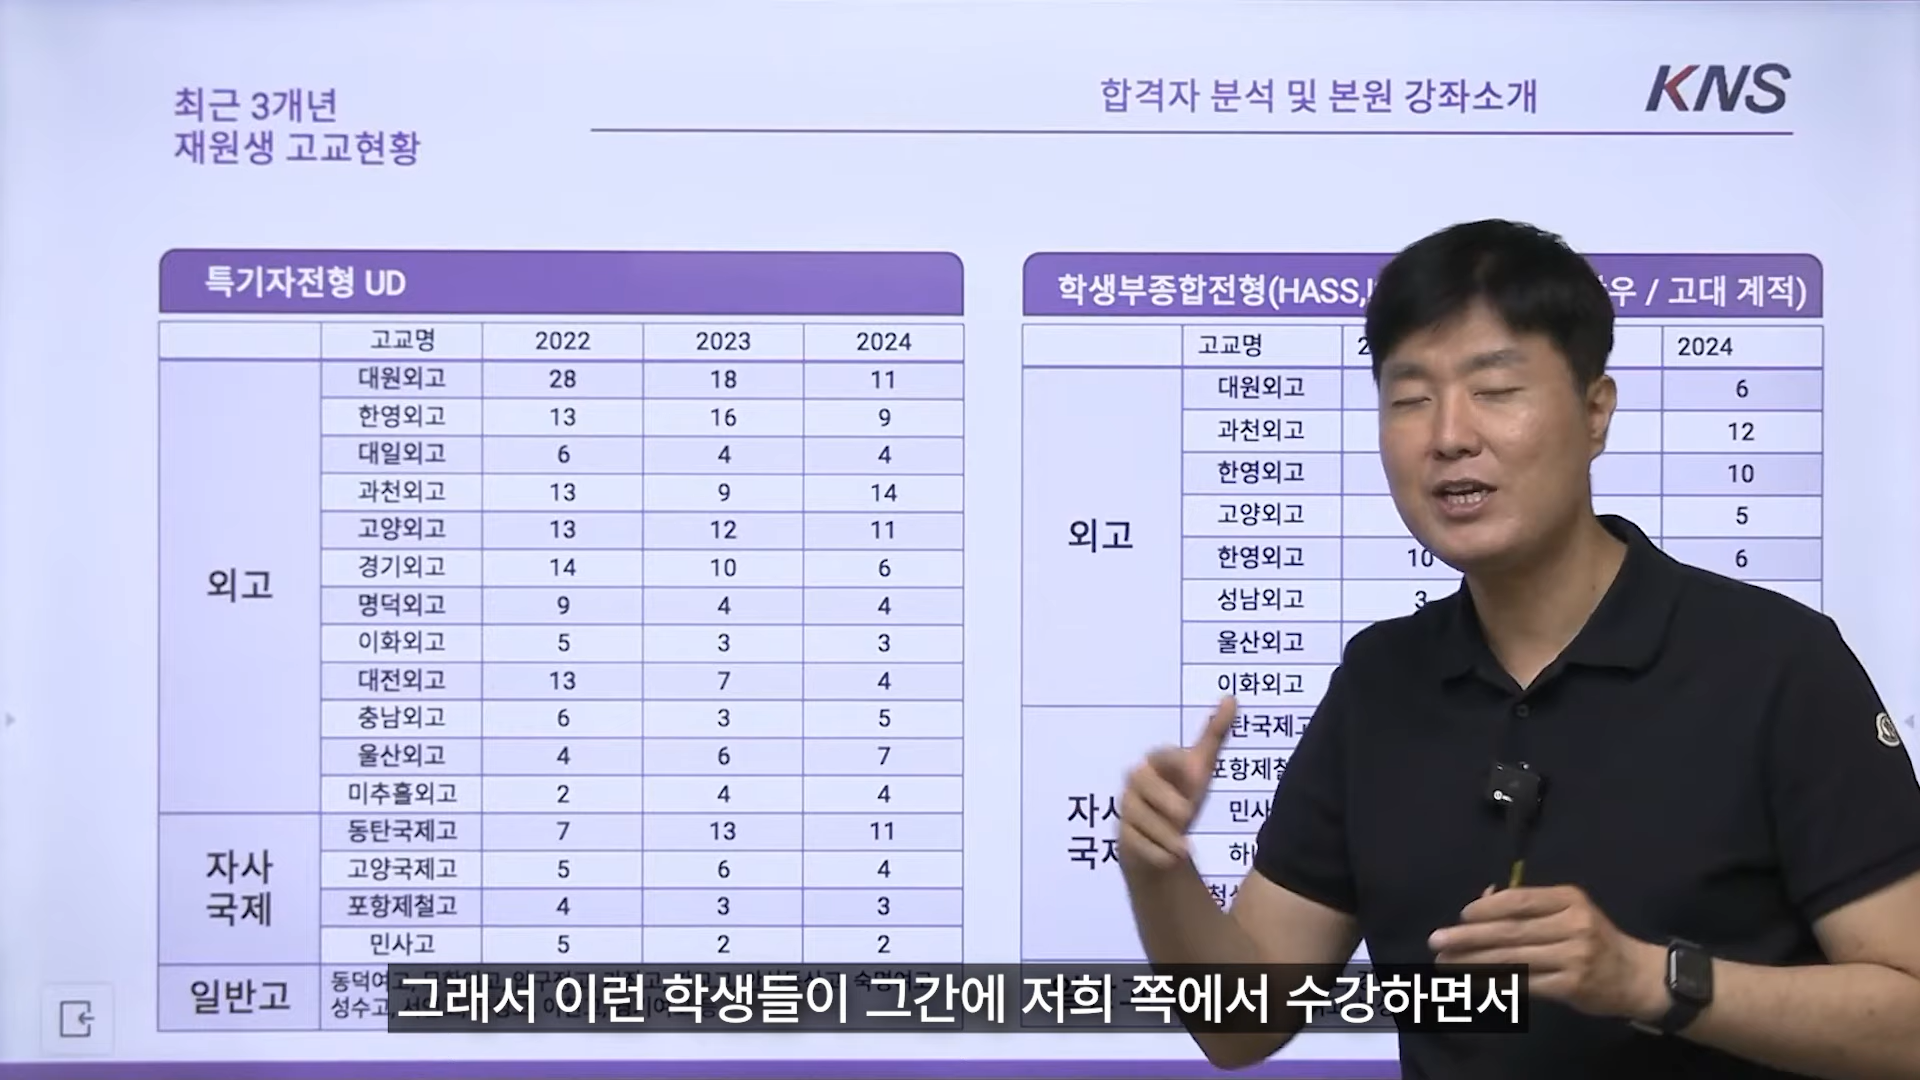 최근 3개년
재원생 고교현황
합격자 분석 및 본원 강좌소개
KNS
특기자전형 UD
고교명 2022 2023 2024
외고
대원외고 28 18 11
한영외고 13 16 9
대일외고 6 4 4
과천외고 13 9 14
고양외고 13 12 11
경기외고 14 10 6
명덕외고 9 4 4
이화외고 5 3 3
대전외고 13 7 4
충남외고 6 3 5
울산외고 4 6 7
미추홀외고 2 4 4
자사
국제
동탄국제고 7 13 11
고양국제고 5 6 4
포항제철고 4 3 3
민사고 5 2 2
일반고
동덕여고
성수고,
학생부종합전형(HASS, / 고대 계적)
고교명 2024
외고
대원외고 6
과천외고 12
한영외고 10
고양외고 5
한영외고 10 6
성남외고 3
울산외고
이화외고
그래서 이런 학생들이 그간에 저희 쪽에서 수강하면서